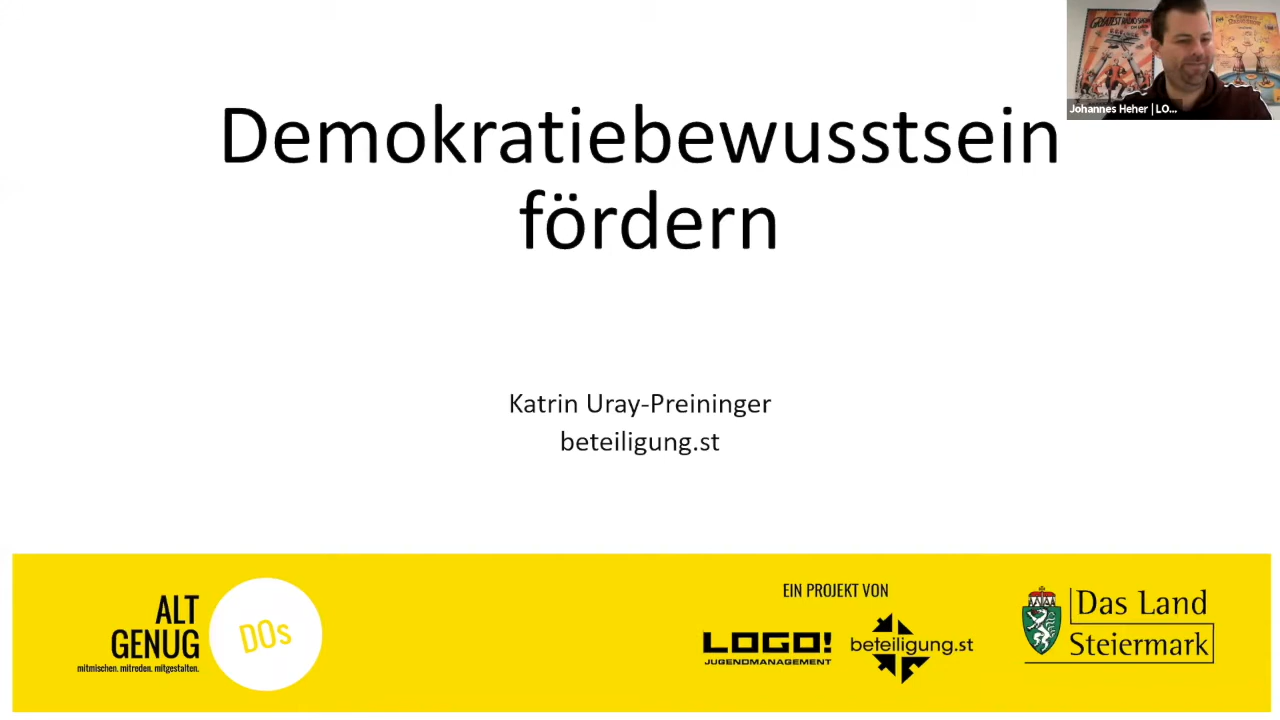 Demokratiebewusstsein
fördern
Johannes Heher | LO...
Katrin Uray-Preininger
beteiligung.st
ALT
GENUG
mitmischen. mitreden. mitgestalten.
DOs
EIN PROJEKT VON
LOGO!
JUGENDMANAGEMENT
beteiligung.st
Das Land
Steiermark